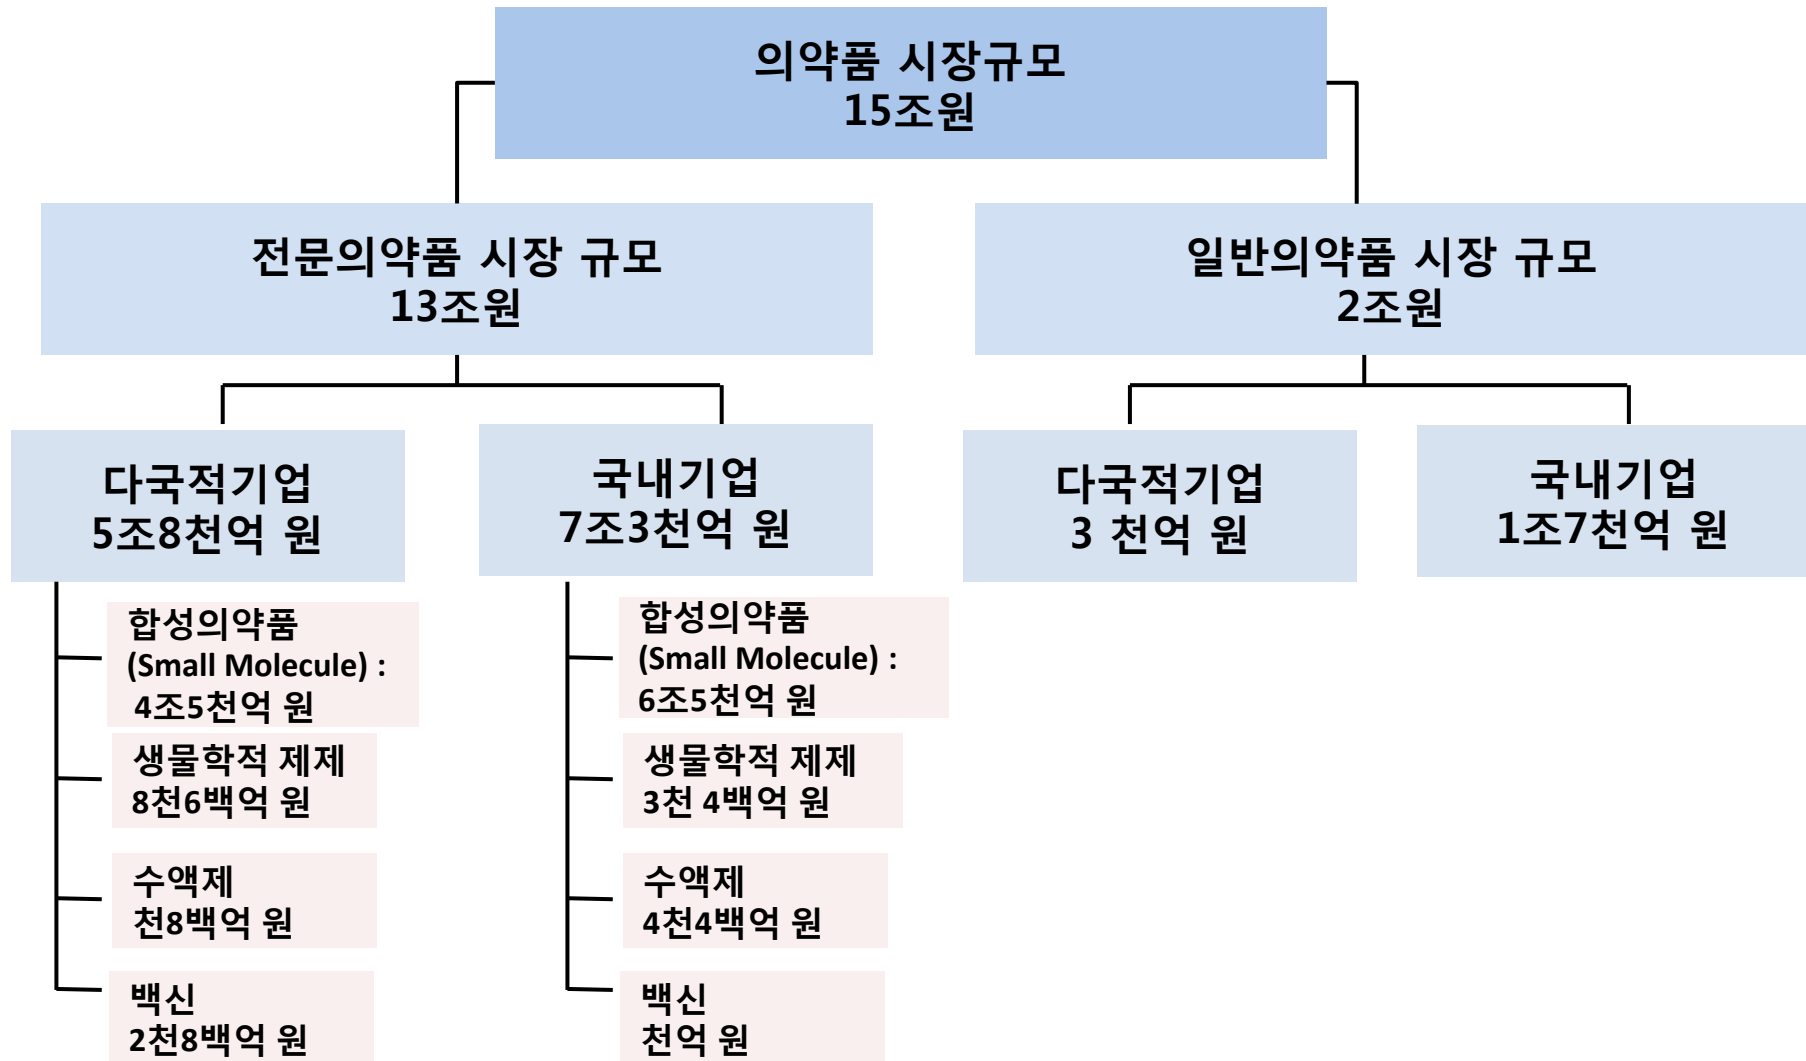 의약품 시장규모
15조원
전문의약품 시장 규모
13조원
일반의약품 시장 규모
2조원
다국적기업
5조8천억 원
국내기업
7조3천억 원
다국적기업
3 천억 원
국내기업
1조7천억 원
합성의약품
(Small Molecule) :
4조5천억 원
생물학적 제제
8천6백억 원
수액제
천8백억 원
백신
2천8백억 원
합성의약품
(Small Molecule) :
6조5천억 원
생물학적 제제
3천 4백억 원
수액제
4천4백억 원
백신
천억 원